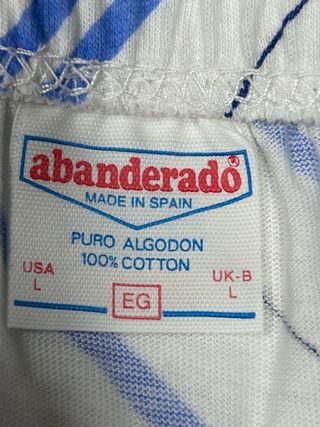 abanderado®
MADE IN SPAIN
PURO ALGODON
100% COTTON
USA
L
EG
UK-B
L